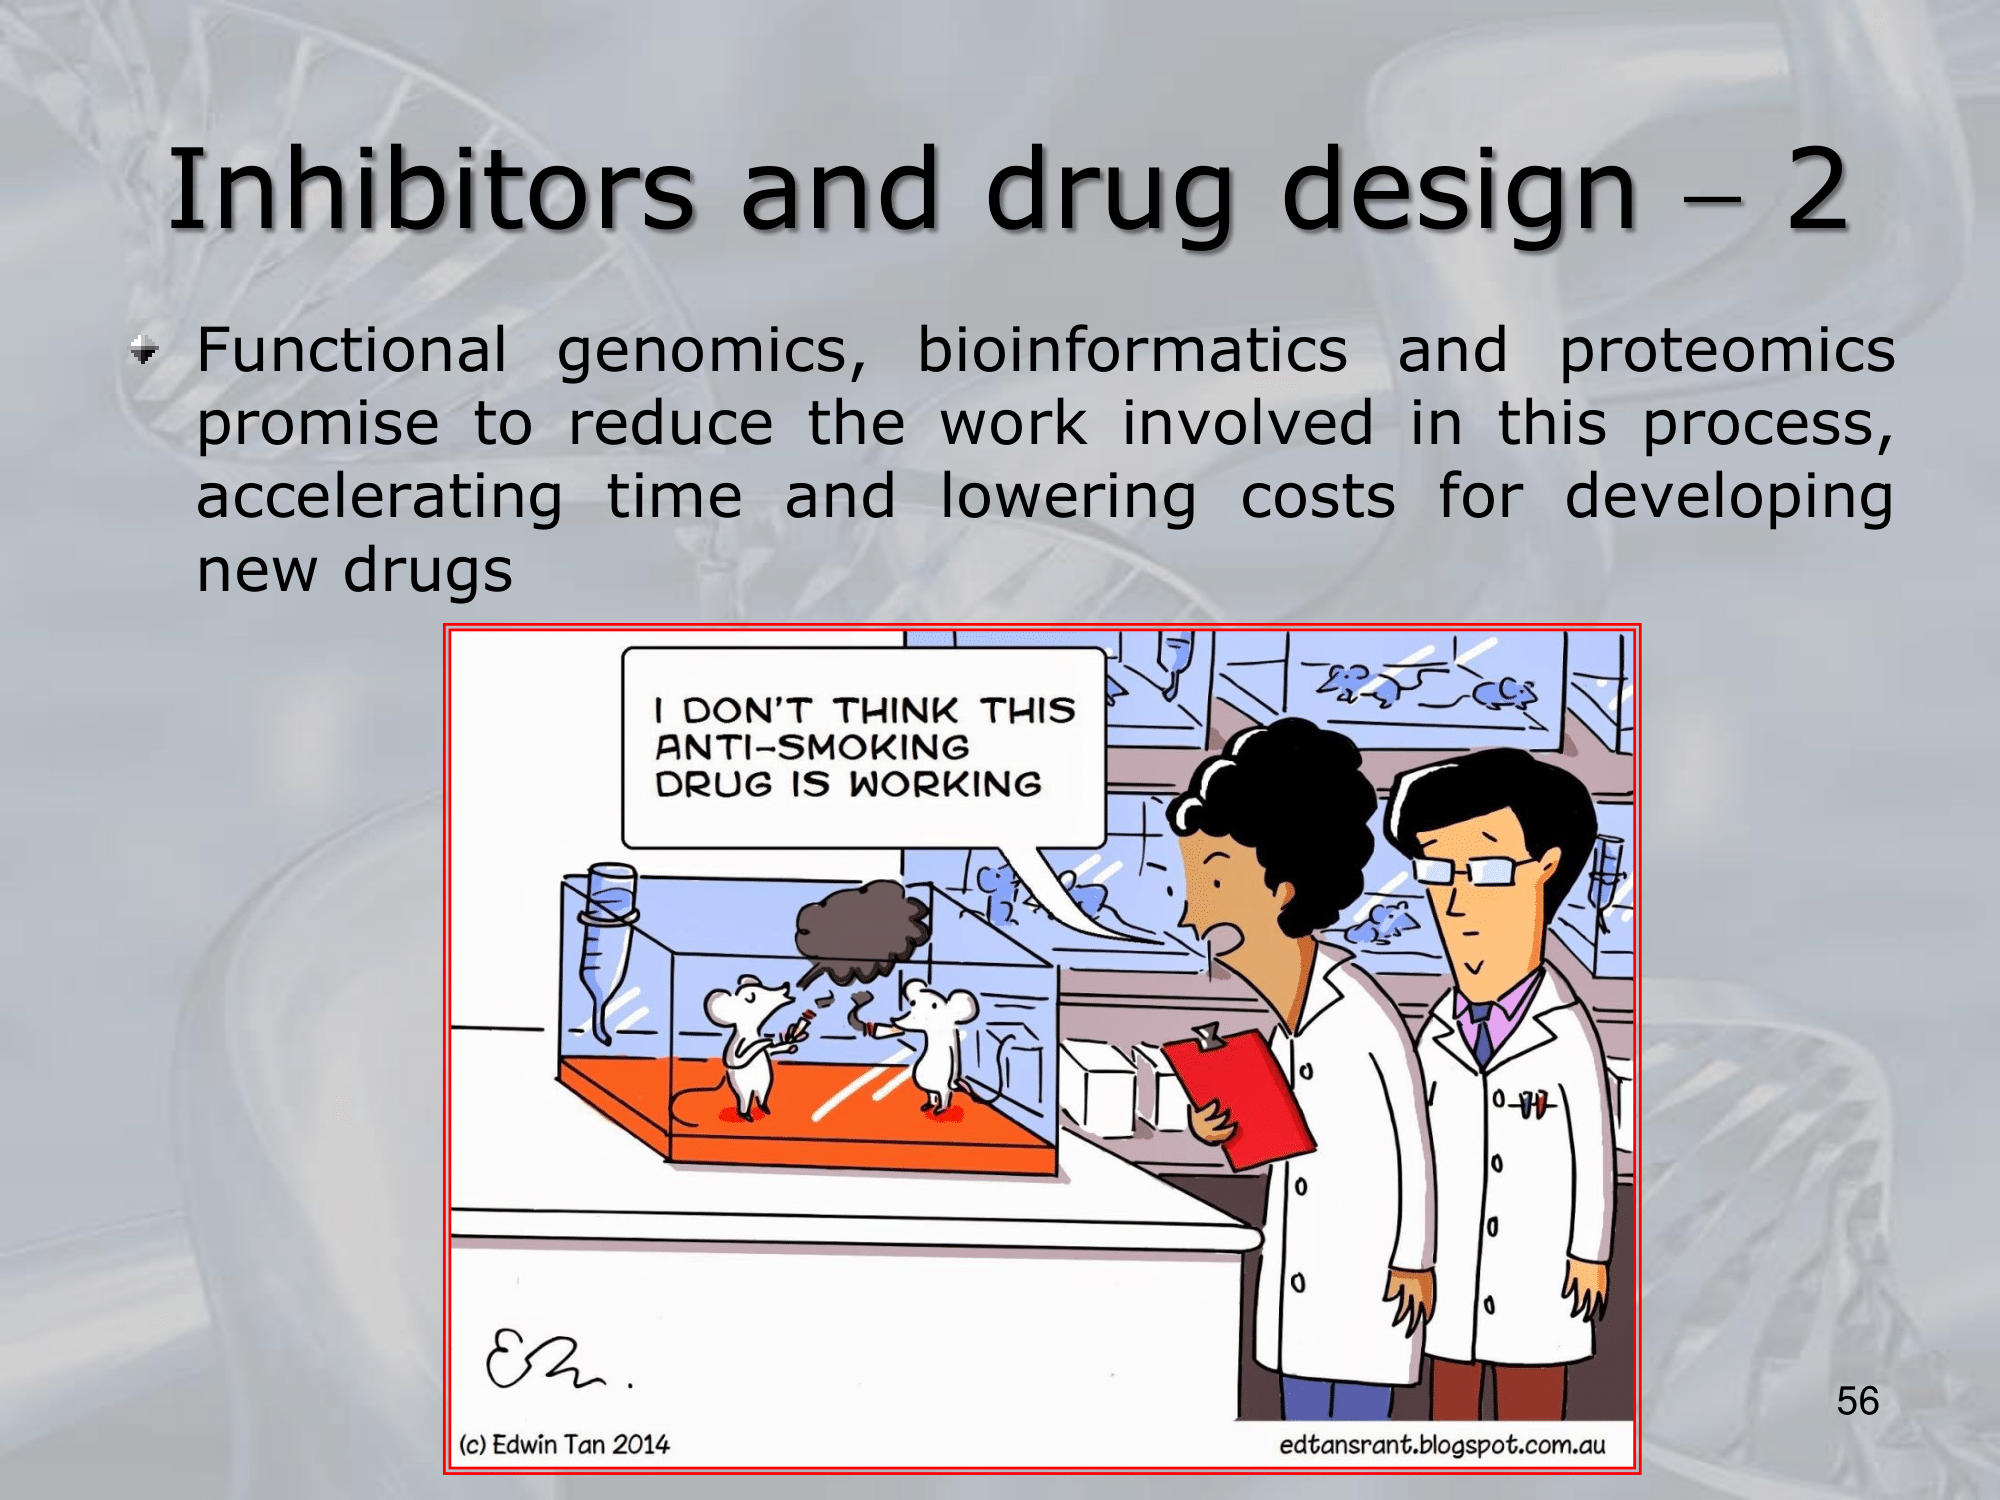 Inhibitors and drug design – 2
Functional genomics, bioinformatics and proteomics
promise to reduce the work involved in this process,
accelerating time and lowering costs for developing
new drugs
I DON'T THINK THIS
ANTI-SMOKING
DRUG IS WORKING
(c) Edwin Tan 2014
edtansrant.blogspot.com.au
56